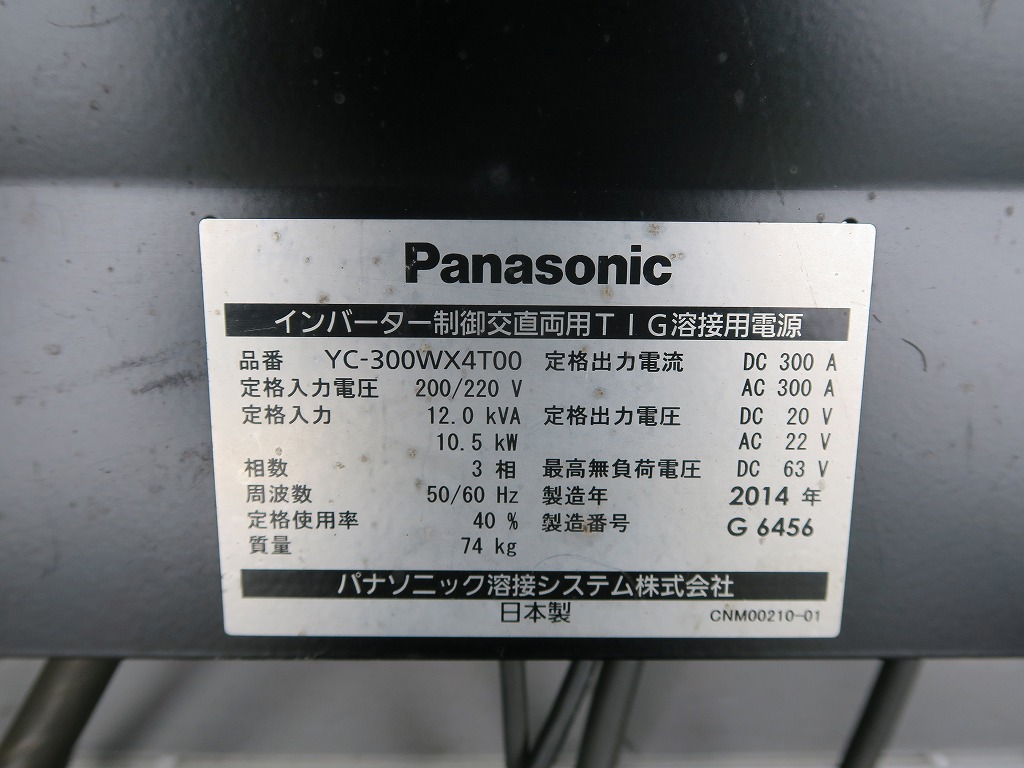 Panasonic
インバーター制御交直両用TIG溶接用電源
品番 YC-300WX4T00 定格出力電流 DC 300 A
定格入力電圧 200/220 V AC 300 A
定格入力 12.0 kVA 定格出力電圧 DC 20 V
10.5 kW AC 22 V
相数 3 相 最高無負荷電圧 DC 63 V
周波数 50/60 Hz 製造年 2014 年
定格使用率 40 % 製造番号 G 6456
質量 74 kg
パナソニック溶接システム株式会社
日本製 CNM00210-01